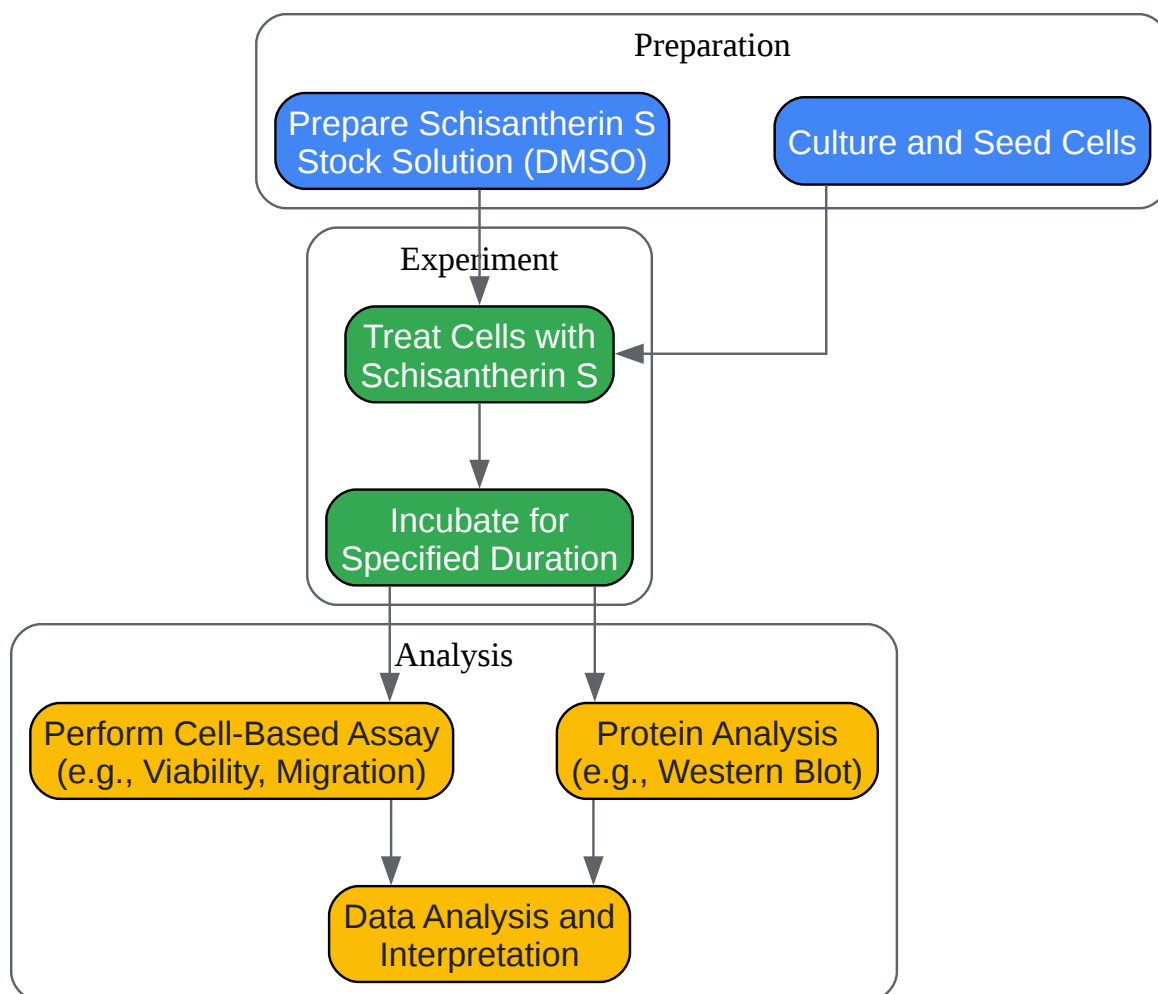 Preparation
Prepare Schisantherin S
Stock Solution (DMSO)
Culture and Seed Cells
Experiment
Treat Cells with
Schisantherin S
Incubate for
Specified Duration
Analysis
Perform Cell-Based Assay
(e.g., Viability, Migration)
Protein Analysis
(e.g., Western Blot)
Data Analysis and
Interpretation